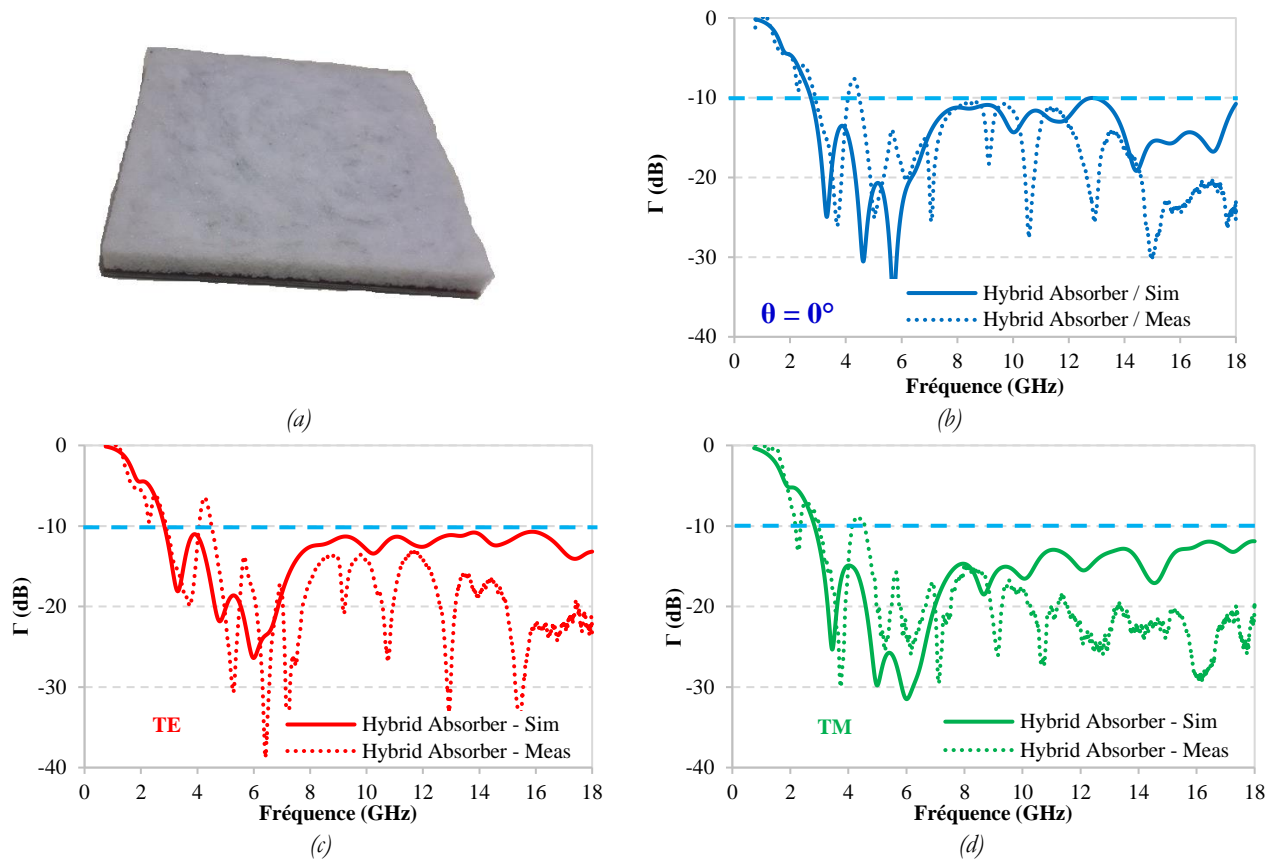 (a)
0
-10
-20
-30
-40
Γ (dB)
0 2 4 6 8 10 12 14 16 18
Fréquence (GHz)
θ = 0°
Hybrid Absorber / Sim
Hybrid Absorber / Meas
(b)
0
-10
-20
-30
-40
Γ (dB)
0 2 4 6 8 10 12 14 16 18
Fréquence (GHz)
TE
Hybrid Absorber - Sim
Hybrid Absorber - Meas
(c)
0
-10
-20
-30
-40
Γ (dB)
0 2 4 6 8 10 12 14 16 18
Fréquence (GHz)
TM
Hybrid Absorber - Sim
Hybrid Absorber - Meas
(d)